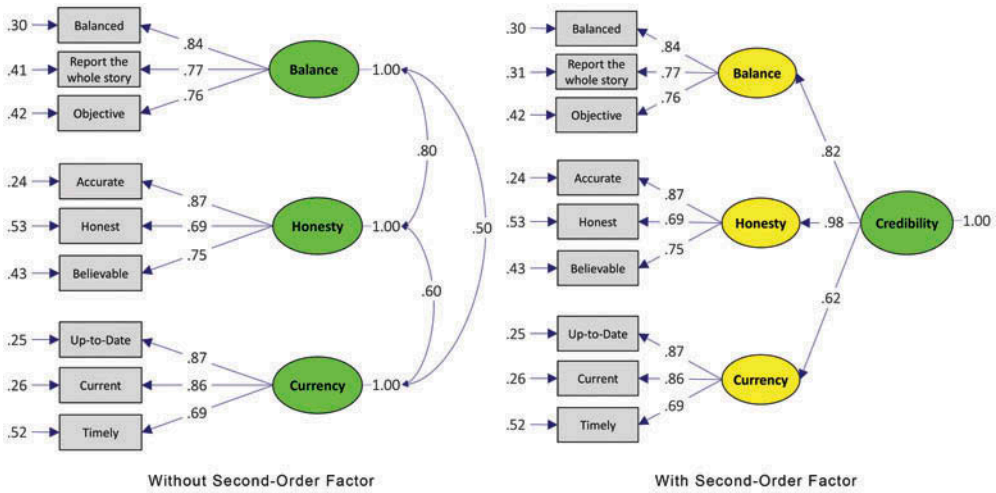 .30
Balanced
.84
.41
Report the
whole story
.77
Balance
1.00
.42
Objective
.76
.80
.24
Accurate
.87
.53
Honest
.69
Honesty
1.00
.50
.43
Believable
.75
.60
.25
Up-to-Date
.87
.26
Current
.86
Currency
1.00
.52
Timely
.69
Without Second-Order Factor
.30
Balanced
.84
.31
Report the
whole story
.77
Balance
.42
Objective
.76
.82
.24
Accurate
.87
.53
Honest
.69
Honesty
.98
Credibility
1.00
.43
Believable
.75
.62
.25
Up-to-Date
.87
.26
Current
.86
Currency
.52
Timely
.69
With Second-Order Factor